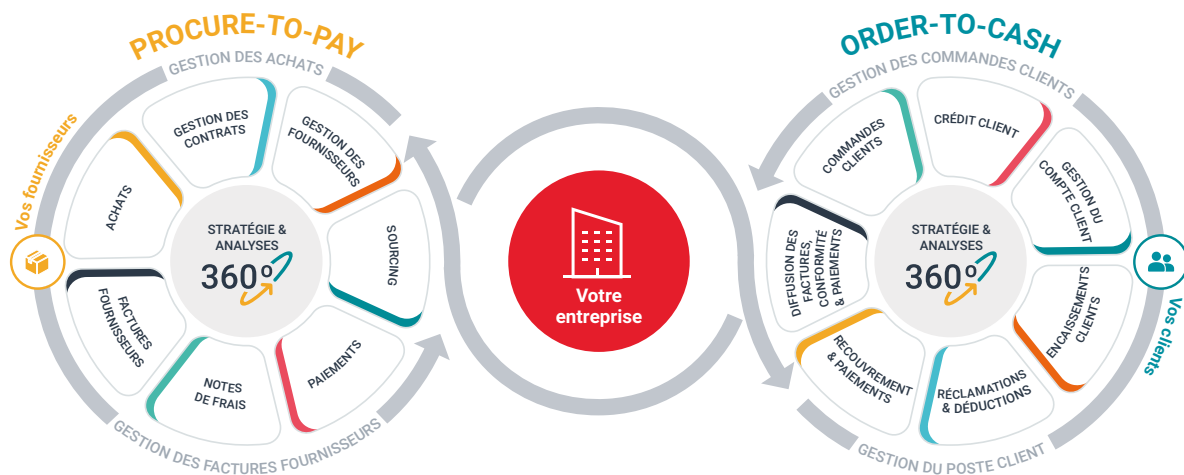 PROCURE-TO-PAY
GESTION DES ACHATS
Vos fournisseurs
GESTION DES
CONTRATS
GESTION DES
FOURNISSEURS
ACHATS
SOURCING
STRATÉGIE &
ANALYSES
360º
FACTURES
FOURNISSEURS
NOTES
DE FRAIS
PAIEMENTS
GESTION DES FACTURES FOURNISSEURS
Votre
entreprise
ORDER-TO-CASH
GESTION DES COMMANDES CLIENTS
COMMANDES
CLIENTS
CRÉDIT CLIENT
GESTION DU
COMPTE CLIENT
DIFFUSION DES
FACTURES,
CONFORMITÉ
& PAIEMENTS
STRATÉGIE &
ANALYSES
360º
ENCAISSEMENTS
CLIENTS
RECOUVREMENT
& PAIEMENTS
RÉCLAMATIONS
& DÉDUCTIONS
Vos clients
GESTION DU POSTE CLIENT